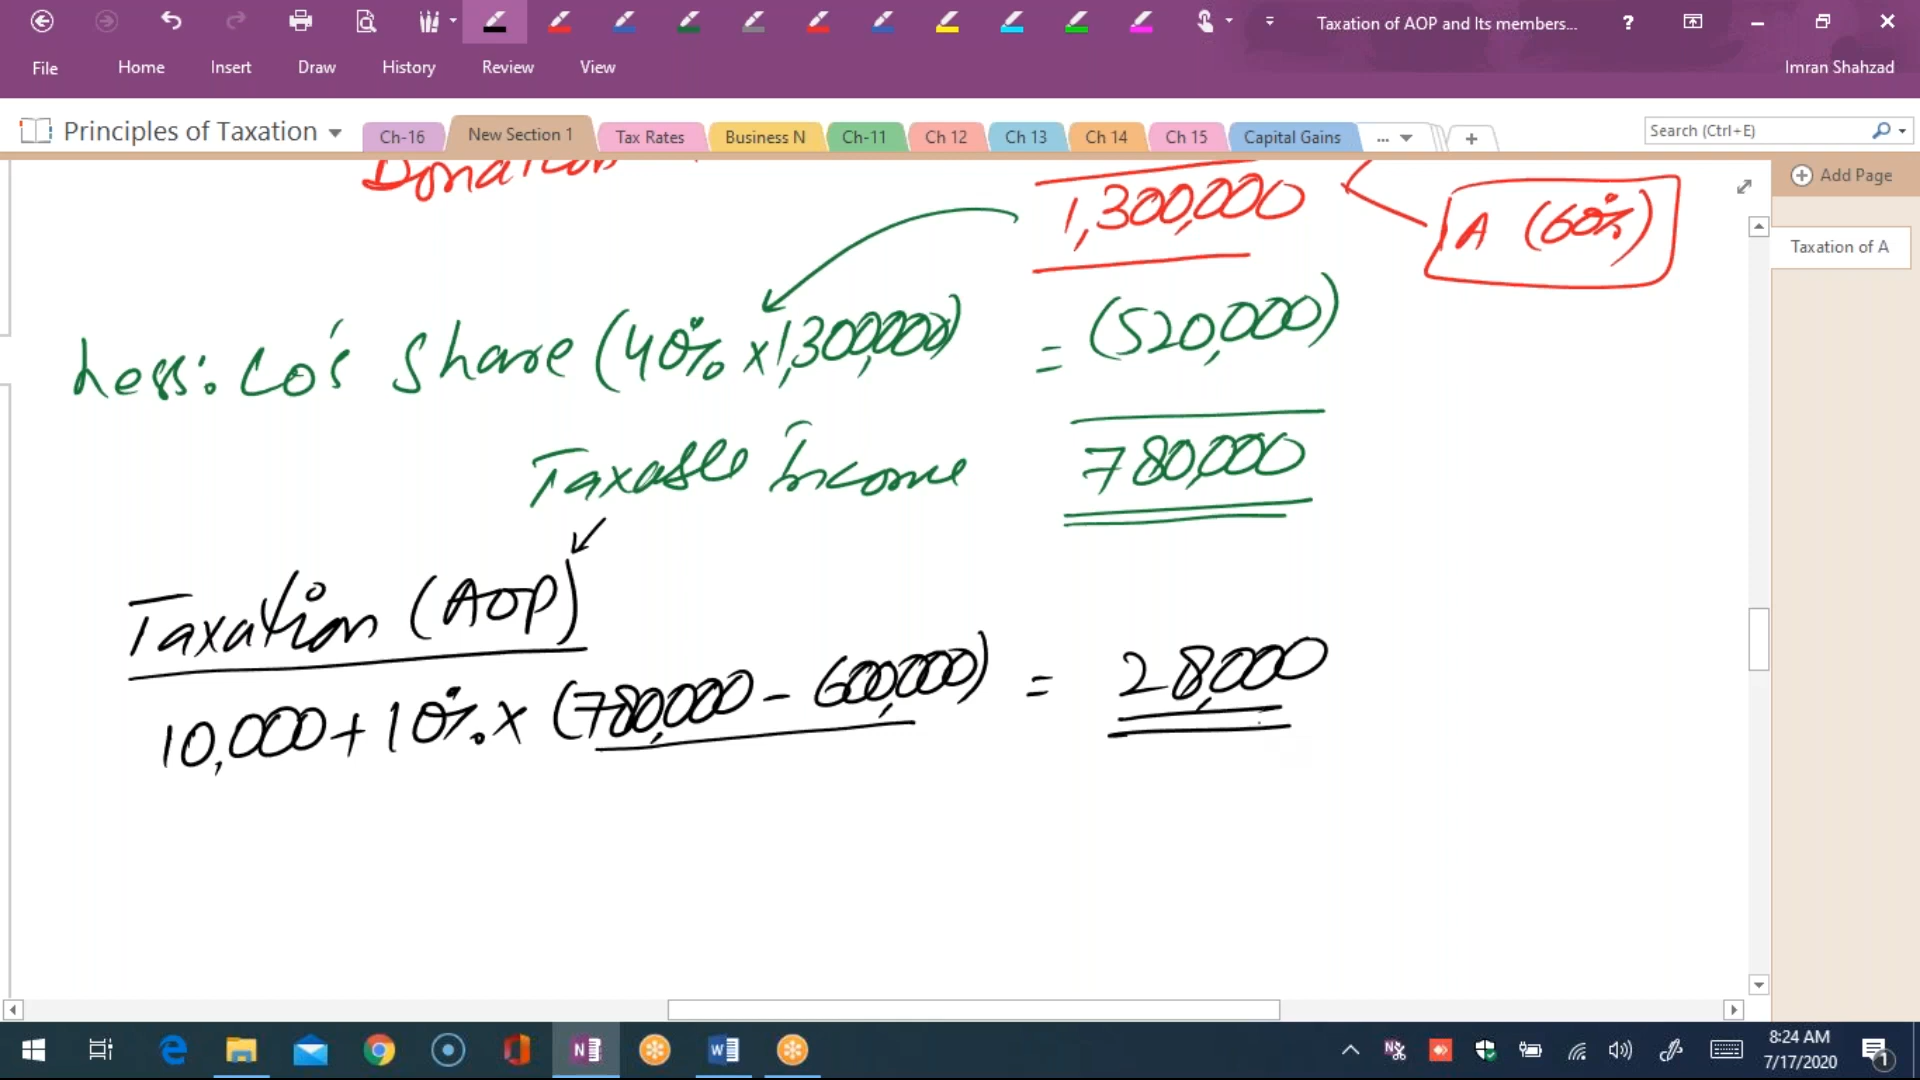 Taxation of AOP and Its members...
?
File
Home
Insert
Draw
History
Review
View
Imran Shahzad
Principles of Taxation
Ch-16
New Section 1
Tax Rates
Business N
Ch-11
Ch 12
Ch 13
Ch 14
Ch 15
Capital Gains
...
+
Search (Ctrl+E)
Add Page
Taxation of A
Donation
1,300,000
A (60%)
Less: Co's Share (40% x 1,300,000) = (520,000)
Taxable Income 780,000
Taxation (AOP)
10,000 + 10% x (780,000 - 600,000) = 28,000
8:24 AM
7/17/2020
1